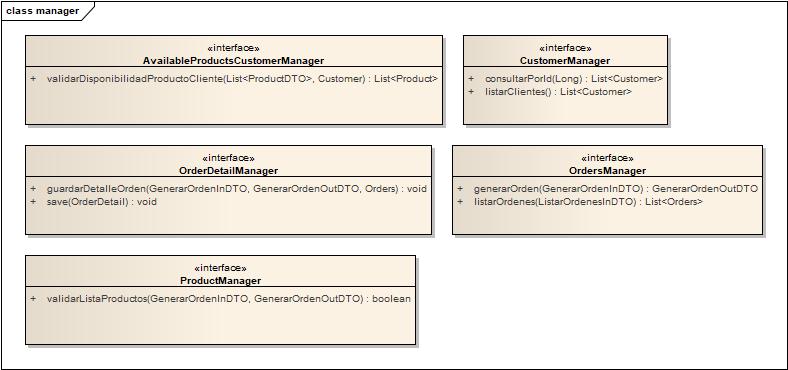 class manager
«interface»
AvailableProductsCustomerManager
+ validarDisponibilidadProductoCliente(List<ProductDTO>, Customer) : List<Product>
«interface»
CustomerManager
+ consultarPorId(Long) : List<Customer>
+ listarClientes() : List<Customer>
«interface»
OrderDetailManager
+ guardarDetalleOrden(GenerarOrdenInDTO, GenerarOrdenOutDTO, Orders) : void
+ save(OrderDetail) : void
«interface»
OrdersManager
+ generarOrden(GenerarOrdenInDTO) : GenerarOrdenOutDTO
+ listarOrdenes(ListarOrdenesInDTO) : List<Orders>
«interface»
ProductManager
+ validarListaProductos(GenerarOrdenInDTO, GenerarOrdenOutDTO) : boolean